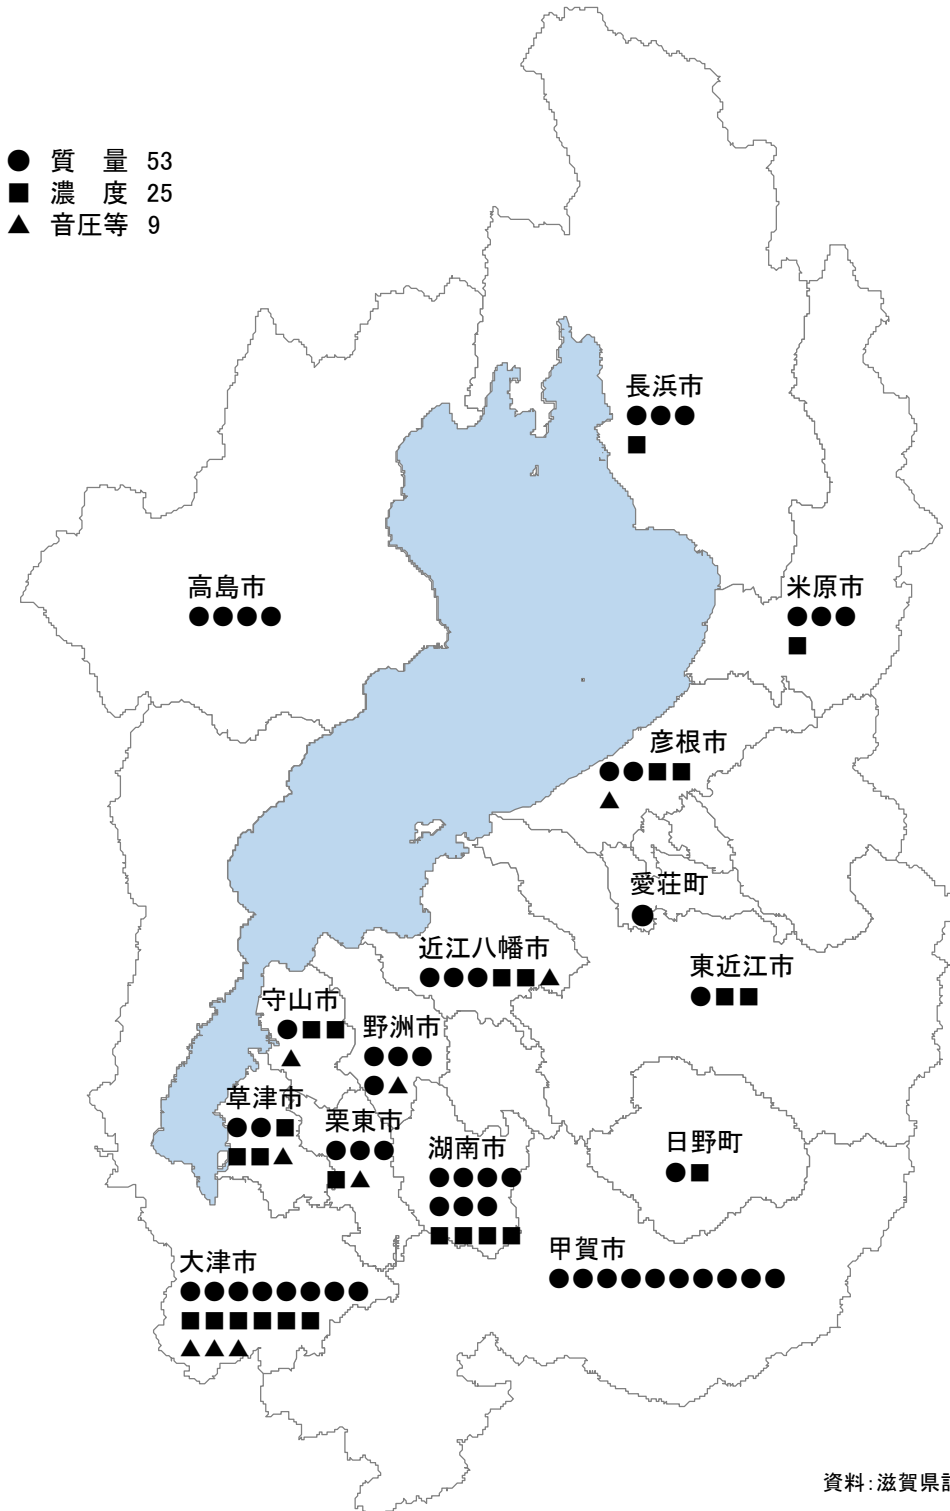 ● 質　量 53
■ 濃　度 25
▲ 音圧等 9
長浜市
●●●
■
高島市
●●●●
米原市
●●●
■
彦根市
●●■■
▲
愛荘町
●
近江八幡市
●●●■■▲
東近江市
●■■
守山市
●■■
▲
野洲市
●●●
●▲
草津市
●●■
■■▲
栗東市
●●●
■▲
湖南市
●●●●
●●●
■■■■
日野町
●■
甲賀市
●●●●●●●●●●
大津市
●●●●●●●●
■■■■■■
▲▲▲
資料：滋賀県